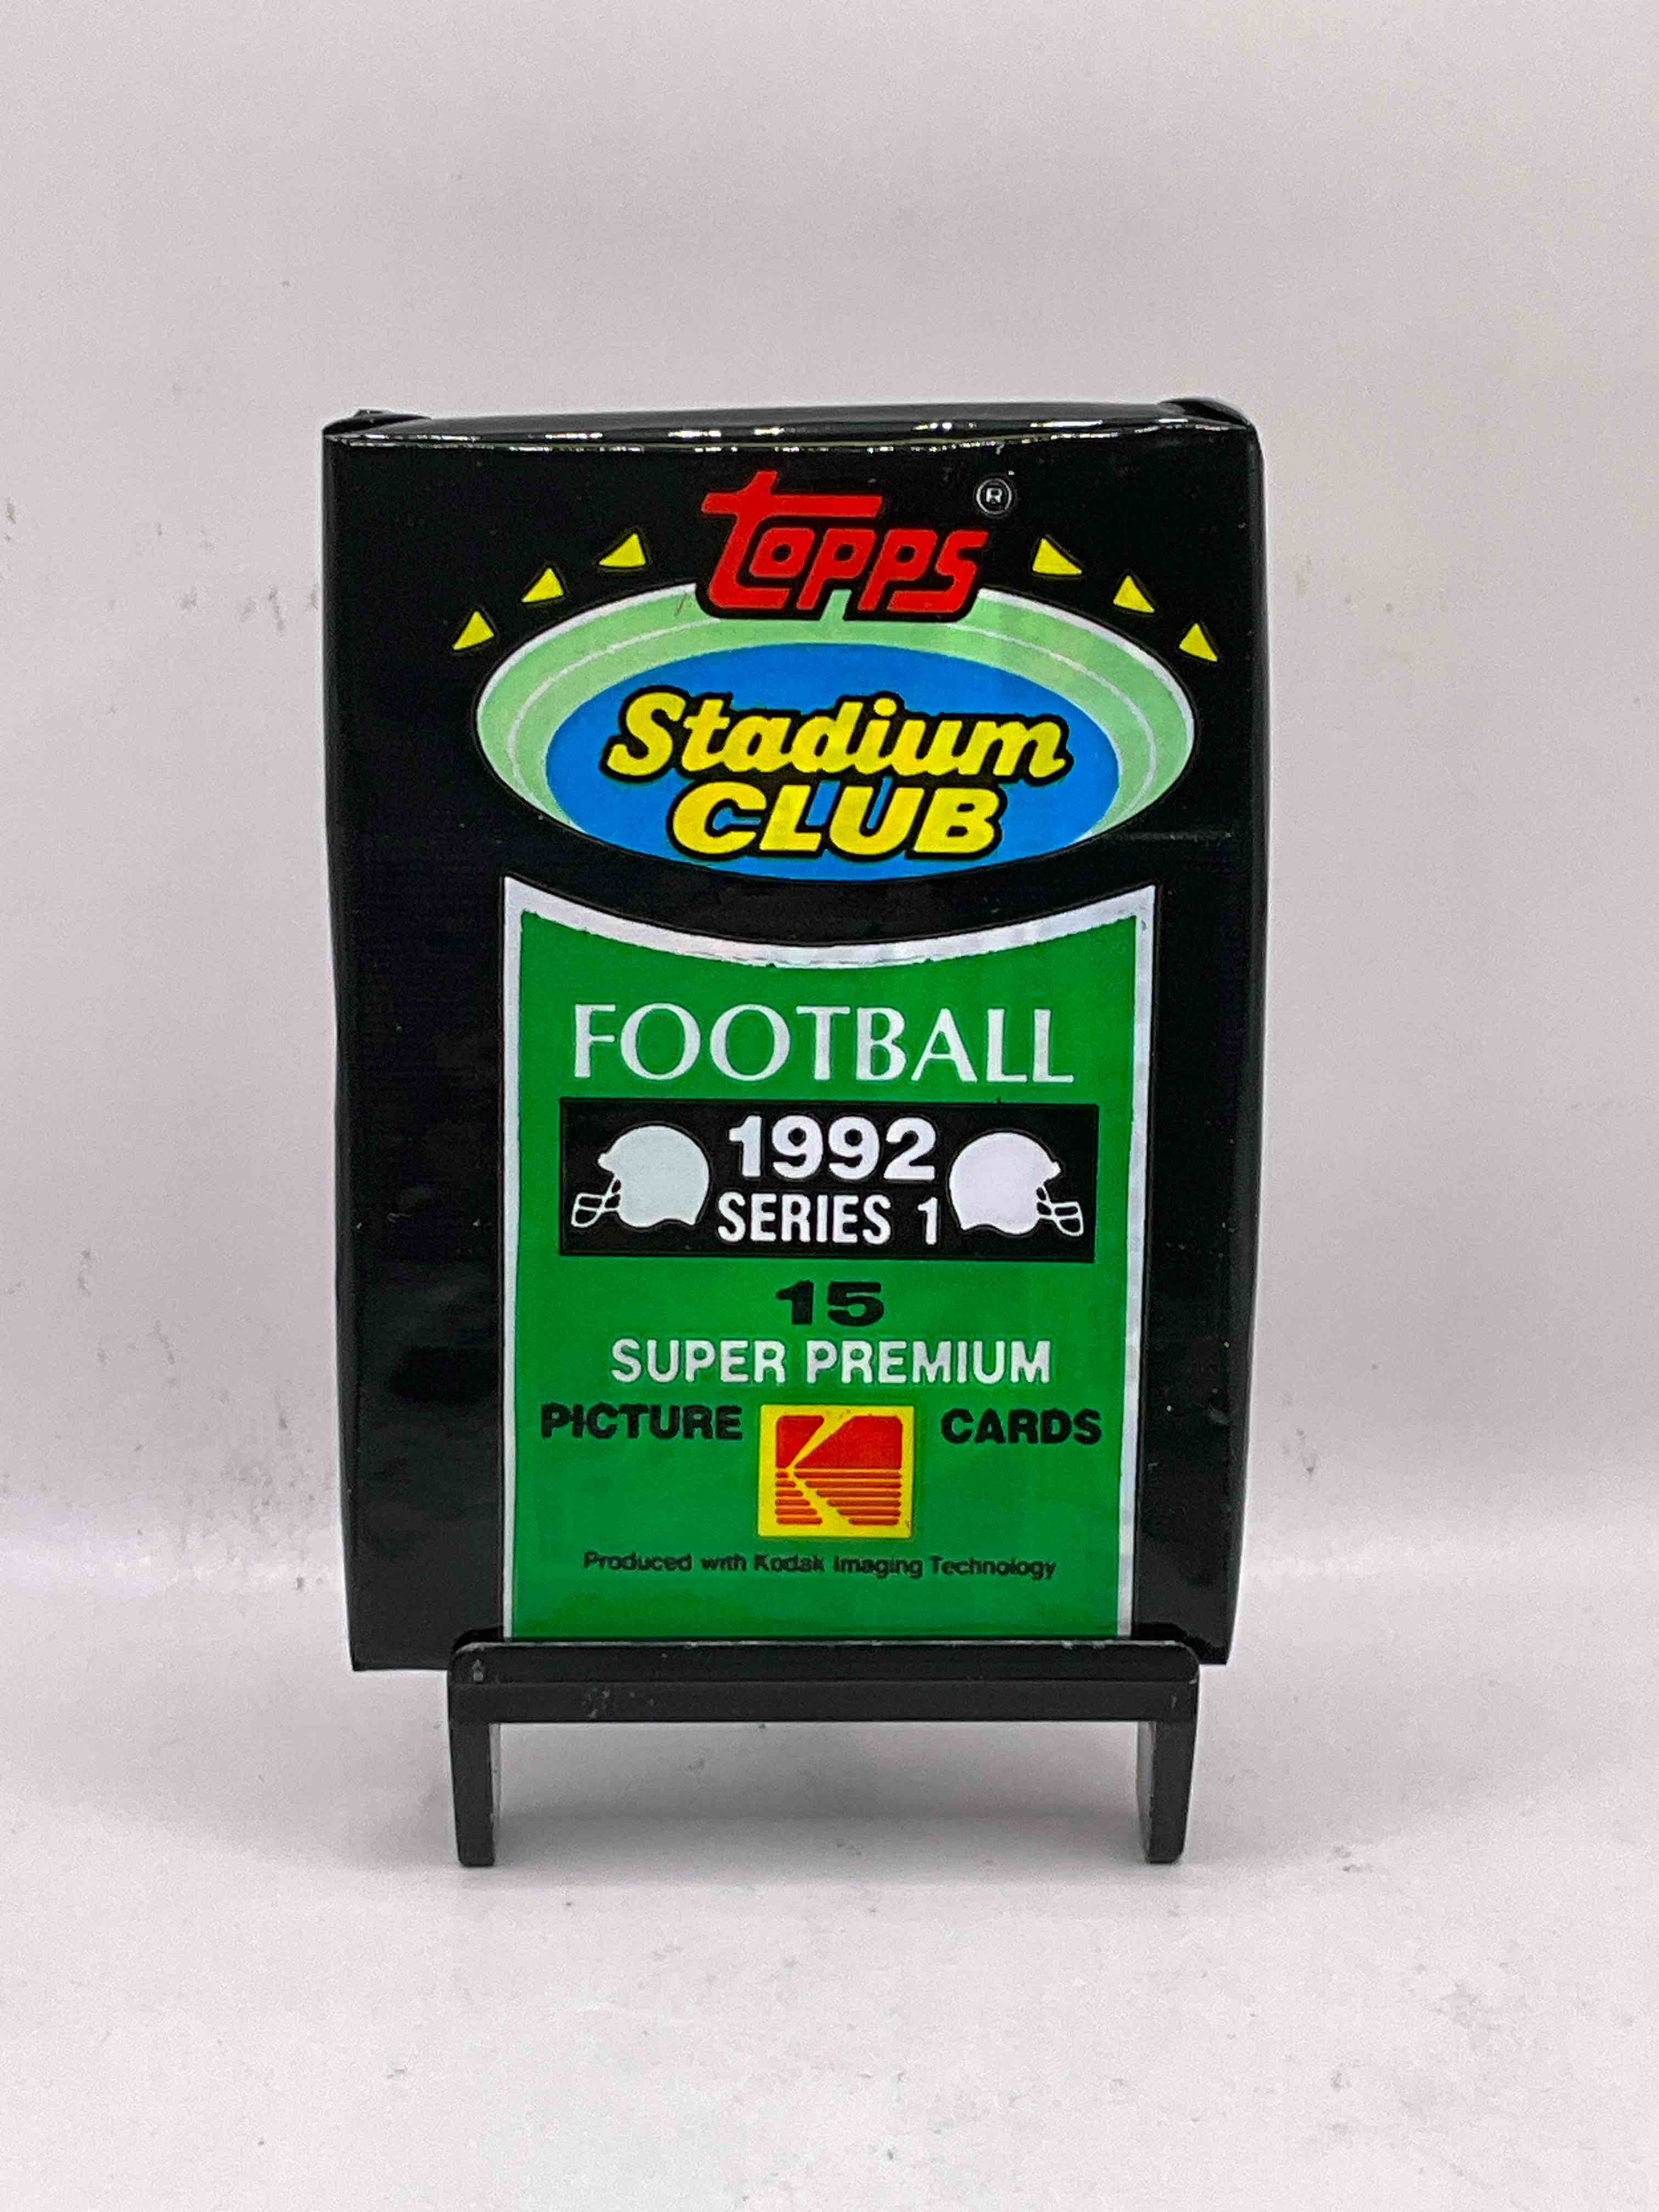 topps ®
Stadium
CLUB
FOOTBALL
1992
SERIES 1
15
SUPER PREMIUM
PICTURE K CARDS
Produced with Kodak Imaging Technology